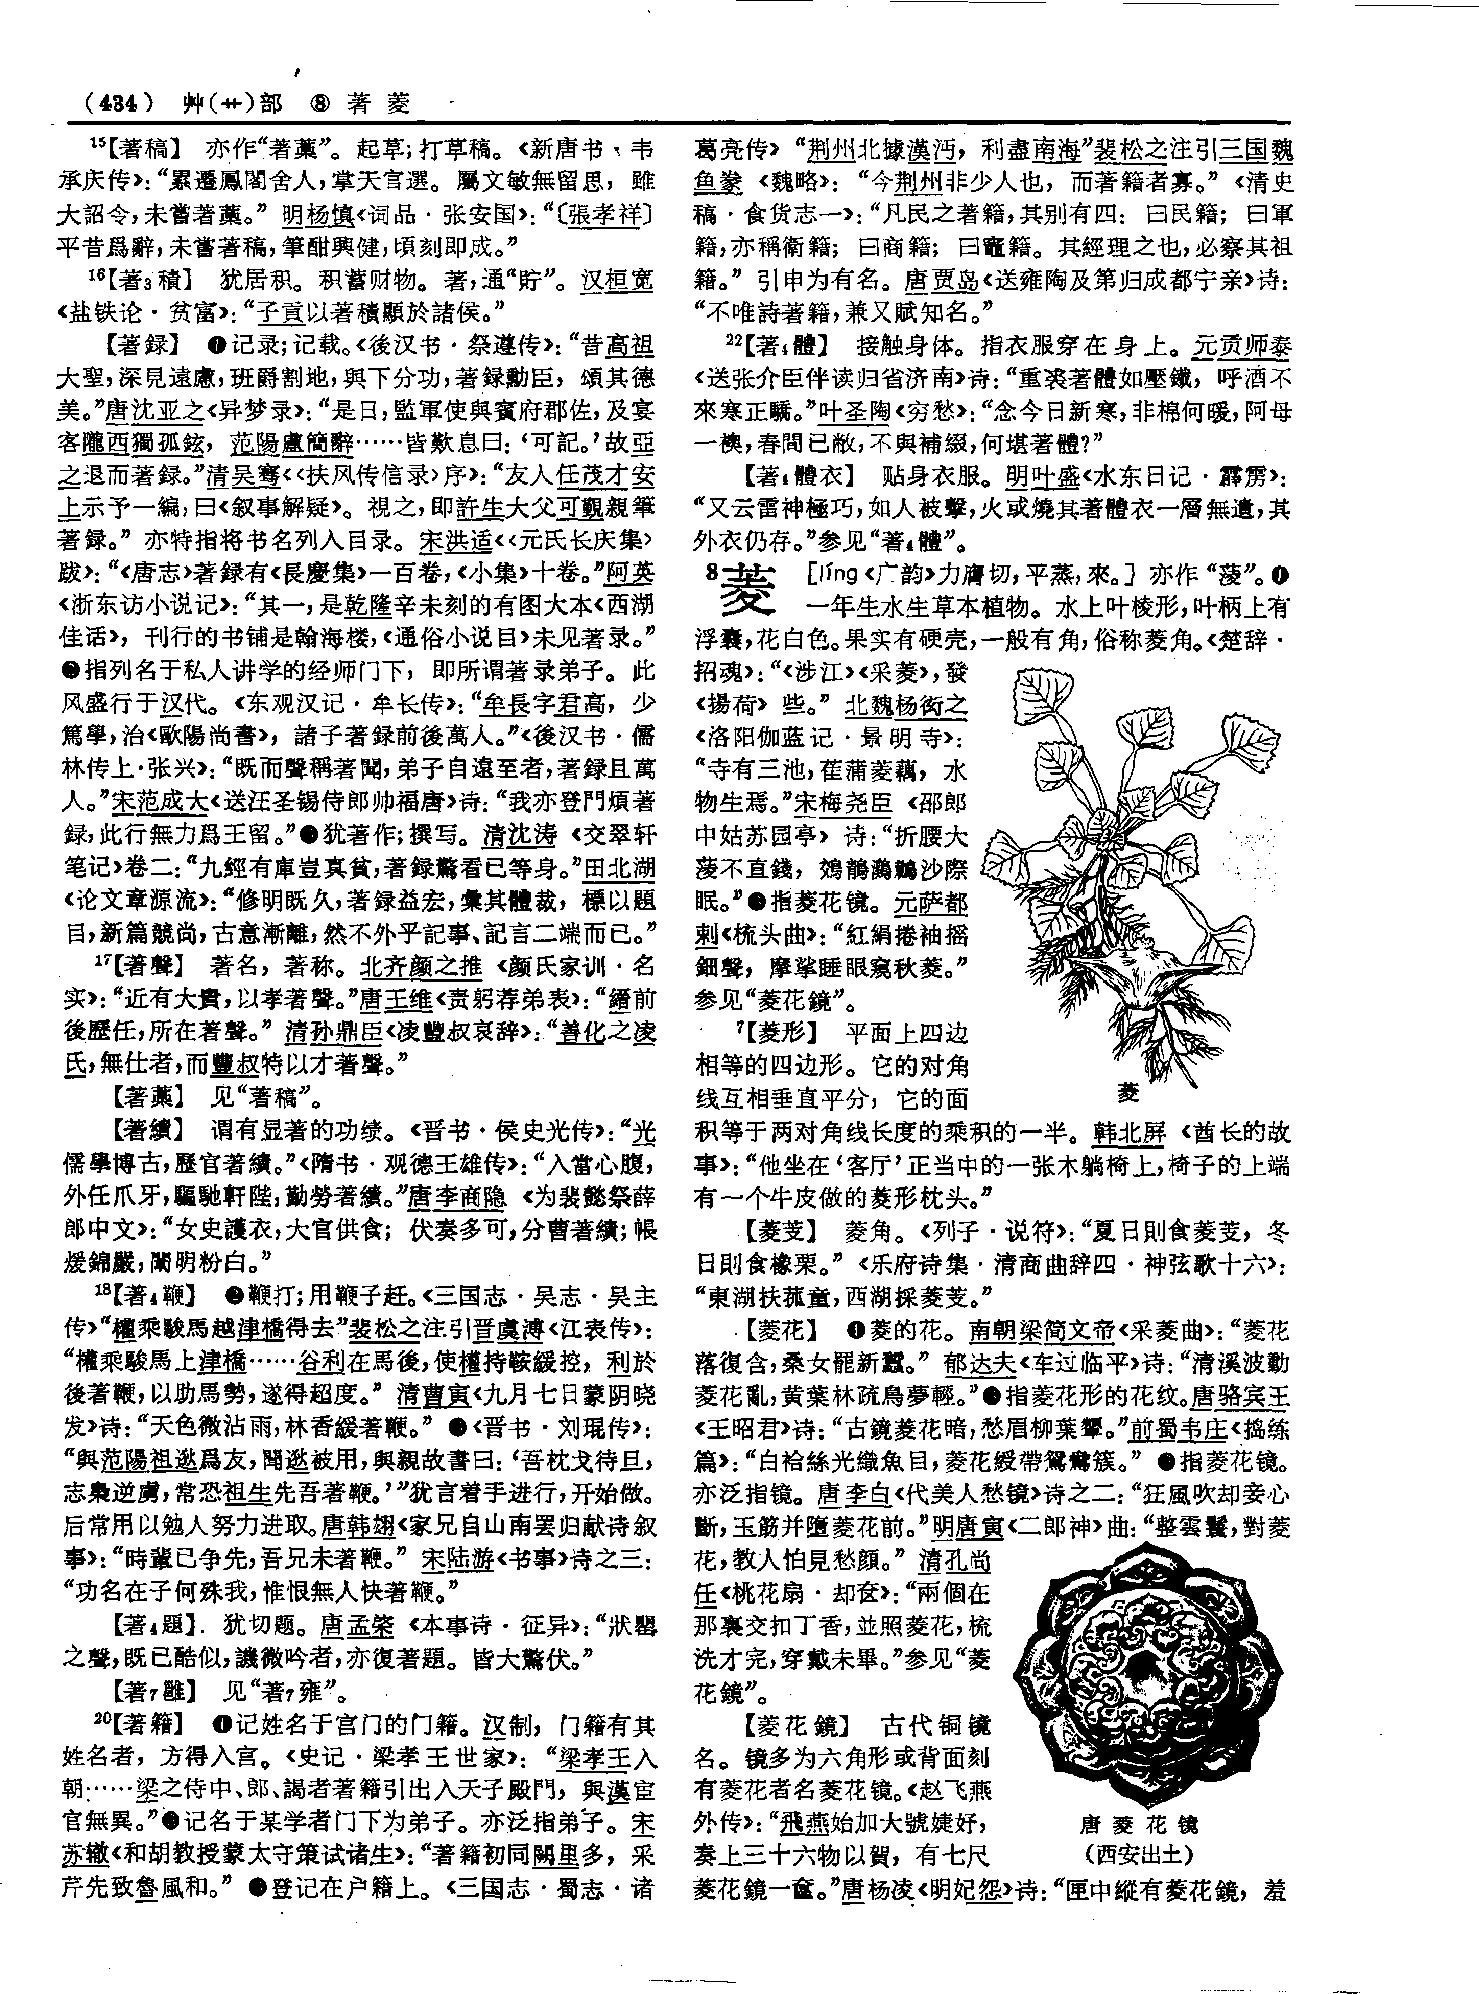 （434） 艸(艹)部 ⑧ 著菱
15【著稿】 亦作“著藁”。起草；打草稿。《新唐书·韦
承庆传》：“累遷鳳閣舍人，掌天官選。屬文敏無留思，雖
大詔令，未嘗著藁。”明杨慎《词品·张安国》：“〔張孝祥〕
平昔爲辭，未嘗著稿，筆酣興健，頃刻即成。”
16【著3積】 犹居积。积蓄财物。著，通“貯”。汉桓宽
《盐铁论·贫富》：“子貢以著積顯於諸侯。”
【著録】 ❶记录；记载。《後汉书·祭遵传》：“昔高祖
大聖，深見遠慮，班爵割地，與下分功，著録勳臣，頌其德
美。”唐沈亚之《异梦录》：“是日，監軍使與賓府郡佐，及宴
客隴西獨孤鉉，范陽盧簡辭……皆歎息曰：‘可記。’故亞
之退而著録。”清吴骞《〈扶风传信录〉序》：“友人任茂才安
上示予一編，曰《叙事解疑》。視之，即許生大父可觀親筆
著録。”亦特指将书名列入目录。宋洪适《〈元氏长庆集〉
跋》：“《唐志》著録有《長慶集》一百卷，《小集》十卷。”阿英
《浙东访小说记》：“其一，是乾隆辛未刻的有图大本《西湖
佳话》，刊行的书铺是翰海楼，《通俗小说目》未见著录。”
❷指列名于私人讲学的经师门下，即所谓著录弟子。此
风盛行于汉代。《东观汉记·牟长传》：“牟長字君高，少
篤學，治《歐陽尚書》，諸子著録前後萬人。”《後汉书·儒
林传上·张兴》：“既而聲稱著聞，弟子自遠至者，著録且萬
人。”宋范成大《送汪圣锡侍郎帅福唐》诗：“我亦登門煩著
録，此行無力爲王留。”❸犹著作；撰写。清沈涛《交翠轩
笔记》卷二：“九經有庫豈真貧，著録驚看已等身。”田北湖
《论文章源流》：“修明既久，著録益宏，彙其體裁，標以題
目，新篇競尚，古意漸離，然不外乎記事、記言二端而已。”
17【著聲】 著名，著称。北齐颜之推《颜氏家训·名
实》：“近有大貴，以孝著聲。”唐王维《责躬荐弟表》：“縉前
後歷任，所在著聲。”清孙鼎臣《凌豐叔哀辞》：“善化之凌
氏，無仕者，而豐叔特以才著聲。”
【著藁】 见“著稿”。
【著績】 谓有显著的功绩。《晋书·侯史光传》：“光
儒學博古，歷官著績。”《隋书·观德王雄传》：“入當心腹，
外任爪牙，驅馳軒陛，勤勞著績。”唐李商隐《为裴懿祭薛
郎中文》：“女史護衣，大官供食；伏奏多可，分曹著績；帳
煖錦嚴，闈明粉白。”
18【著4鞭】 ❶鞭打；用鞭子赶。《三国志·吴志·吴主
传》“權乘駿馬越津橋得去”裴松之注引晋虞溥《江表传》：
“權乘駿馬上津橋……谷利在馬後，使權持鞍緩控，利於
後著鞭，以助馬勢，遂得超度。”清曹寅《九月七日蒙阴晓
发》诗：“天色微沾雨，林香緩著鞭。”❷《晋书·刘琨传》：
“與范陽祖逖爲友，聞逖被用，與親故書曰：‘吾枕戈待旦，
志梟逆虜，常恐祖生先吾著鞭。’”犹言着手进行，开始做。
后常用以勉人努力进取。唐韩翃《家兄自山南罢归献诗叙
事》：“時輩已争先，吾兄未著鞭。”宋陆游《书事》诗之三：
“功名在子何殊我，惟恨無人快著鞭。”
【著4題】 犹切题。唐孟棨《本事诗·征异》：“狀罌
之聲，既已酷似，譏微吟者，亦復著題。皆大驚伏。”
【著7雝】 见“著7雍”。
20【著籍】 ❶记姓名于宫门的门籍。汉制，门籍有其
姓名者，方得入宫。《史记·梁孝王世家》：“梁孝王入
朝……梁之侍中、郎、謁者著籍引出入天子殿門，與漢宦
官無異。”❷记名于某学者门下为弟子。亦泛指弟子。宋
苏辙《和胡教授蒙太守策试诸生》：“著籍初同闕里多，采
芹先致魯風和。”❸登记在户籍上。《三国志·蜀志·诸
葛亮传》“荆州北據漢沔，利盡南海”裴松之注引三国魏
鱼豢《魏略》：“今荆州非少人也，而著籍者寡。”《清史
稿·食货志一》：“凡民之著籍，其别有四：曰民籍；曰軍
籍，亦稱衛籍；曰商籍；曰竈籍。其經理之也，必察其祖
籍。”引申为有名。唐贾岛《送雍陶及第归成都宁亲》诗：
“不唯詩著籍，兼又賦知名。”
22【著4體】 接触身体。指衣服穿在身上。元贡师泰
《送张介臣伴读归省济南》诗：“重裘著體如壓鐵，呼酒不
來寒正驕。”叶圣陶《穷愁》：“念今日新寒，非棉何暖，阿母
一襖，春間已敝，不與補綴，何堪著體？”
【著4體衣】 贴身衣服。明叶盛《水东日记·霹雳》：
“又云雷神極巧，如人被擊，火或燒其著體衣一層無遺，其
外衣仍存。”参见“著4體”。
8菱 [líng《广韵》力膺切，平蒸，來。] 亦作“蔆”。❶
一年生水生草本植物。水上叶棱形，叶柄上有
浮囊，花白色。果实有硬壳，一般有角，俗称菱角。《楚辞·
招魂》：“《涉江》《采菱》，發
《揚荷》些。”北魏杨衒之
《洛阳伽蓝记·景明寺》：
“寺有三池，萑蒲菱藕，水
物生焉。”宋梅尧臣《邵郎
中姑苏园亭》诗：“折腰大
蔆不直錢，鵁鶄鸂鶒沙際
眠。”❷指菱花镜。元萨都
剌《梳头曲》：“紅絹捲袖摇
鈿聲，摩挲睡眼窺秋菱。”
参见“菱花鏡”。
7【菱形】 平面上四边
相等的四边形。它的对角
线互相垂直平分，它的面
积等于两对角线长度的乘积的一半。韩北屏《酋长的故
事》：“他坐在‘客厅’正当中的一张木躺椅上，椅子的上端
有一个牛皮做的菱形枕头。”
【菱芰】 菱角。《列子·说符》：“夏日則食菱芰，冬
日則食橡栗。”《乐府诗集·清商曲辞四·神弦歌十六》：
“東湖扶菰童，西湖採菱芰。”
【菱花】 ❶菱的花。南朝梁简文帝《采菱曲》：“菱花
落復含，桑女罷新蠶。”郁达夫《车过临平》诗：“清溪波動
菱花亂，黄葉林疏鳥夢輕。”❷指菱花形的花纹。唐骆宾王
《王昭君》诗：“古鏡菱花暗，愁眉柳葉顰。”前蜀韦庄《捣练
篇》：“白袷絲光織魚目，菱花綬帶鴛鴦簇。”❸指菱花镜。
亦泛指镜。唐李白《代美人愁镜》诗之二：“狂風吹却妾心
斷，玉筯并墮菱花前。”明唐寅《二郎神》曲：“整雲鬟，對菱
花，教人怕見愁顔。”清孔尚
任《桃花扇·却奁》：“兩個在
那裏交扣丁香，並照菱花，梳
洗才完，穿戴未畢。”参见“菱
花鏡”。
【菱花鏡】 古代铜镜
名。镜多为六角形或背面刻
有菱花者名菱花镜。《赵飞燕
外传》：“飛燕始加大號婕妤，
奏上三十六物以賀，有七尺
菱花鏡一奩。”唐杨凌《明妃怨》诗：“匣中縱有菱花鏡，羞
菱
唐菱花镜
（西安出土）